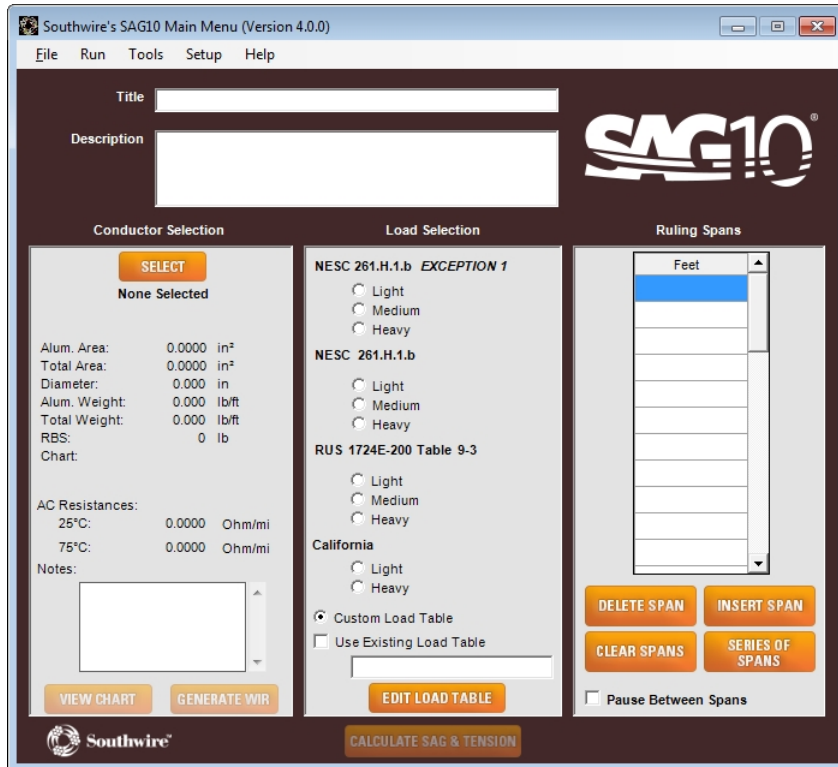 Southwire's SAG10 Main Menu (Version 4.0.0)
File Run Tools Setup Help
Title
Description
SAG10®
Conductor Selection
SELECT
None Selected
Alum. Area: 0.0000 in²
Total Area: 0.0000 in²
Diameter: 0.000 in
Alum. Weight: 0.000 lb/ft
Total Weight: 0.000 lb/ft
RBS: 0 lb
Chart:
AC Resistances:
25°C: 0.0000 Ohm/mi
75°C: 0.0000 Ohm/mi
Notes:
VIEW CHART GENERATE WIR
Load Selection
NESC 261.H.1.b EXCEPTION 1
Light
Medium
Heavy
NESC 261.H.1.b
Light
Medium
Heavy
RUS 1724E-200 Table 9-3
Light
Medium
Heavy
California
Light
Heavy
Custom Load Table
Use Existing Load Table
EDIT LOAD TABLE
Ruling Spans
Feet
DELETE SPAN INSERT SPAN
CLEAR SPANS SERIES OF SPANS
Pause Between Spans
Southwire™
CALCULATE SAG & TENSION